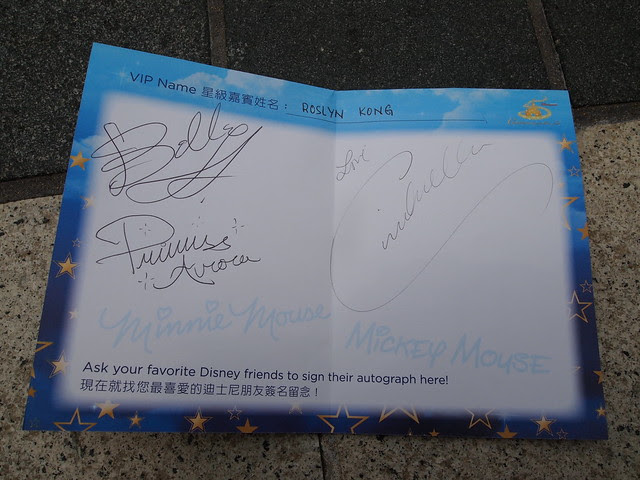 VIP Name 星級嘉賓姓名: ROSLYN KONG
Belle
Princess
Aurora
Love
Cinderella
Minnie Mouse
Mickey Mouse
Ask your favorite Disney friends to sign their autograph here!
現在就找您最喜愛的迪士尼朋友簽名留念!